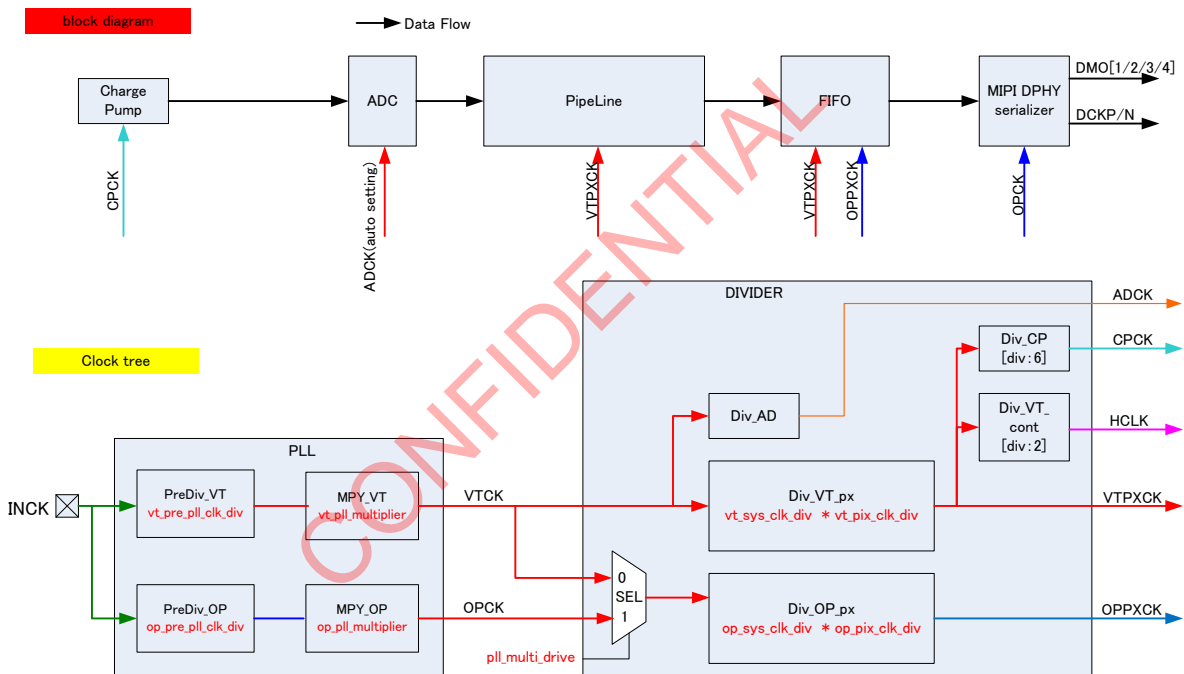 block diagram
Data Flow
Charge
Pump
ADC
PipeLine
FIFO
MIPI DPHY
serializer
DMO[1/2/3/4]
DCKP/N
CPCK
ADCK(auto setting)
VTPXCK
VTPXCK
OPPXCK
OPCK
CONFIDENTIAL
Clock tree
DIVIDER
ADCK
Div_CP
[div:6]
CPCK
Div_AD
Div_VT_
cont
[div:2]
HCLK
PLL
INCK
PreDiv_VT
vt_pre_pll_clk_div
MPY_VT
vt_pll_multiplier
VTCK
Div_VT_px
vt_sys_clk_div * vt_pix_clk_div
VTPXCK
PreDiv_OP
op_pre_pll_clk_div
MPY_OP
op_pll_multiplier
OPCK
0
SEL
1
Div_OP_px
op_sys_clk_div * op_pix_clk_div
OPPXCK
pll_multi_drive